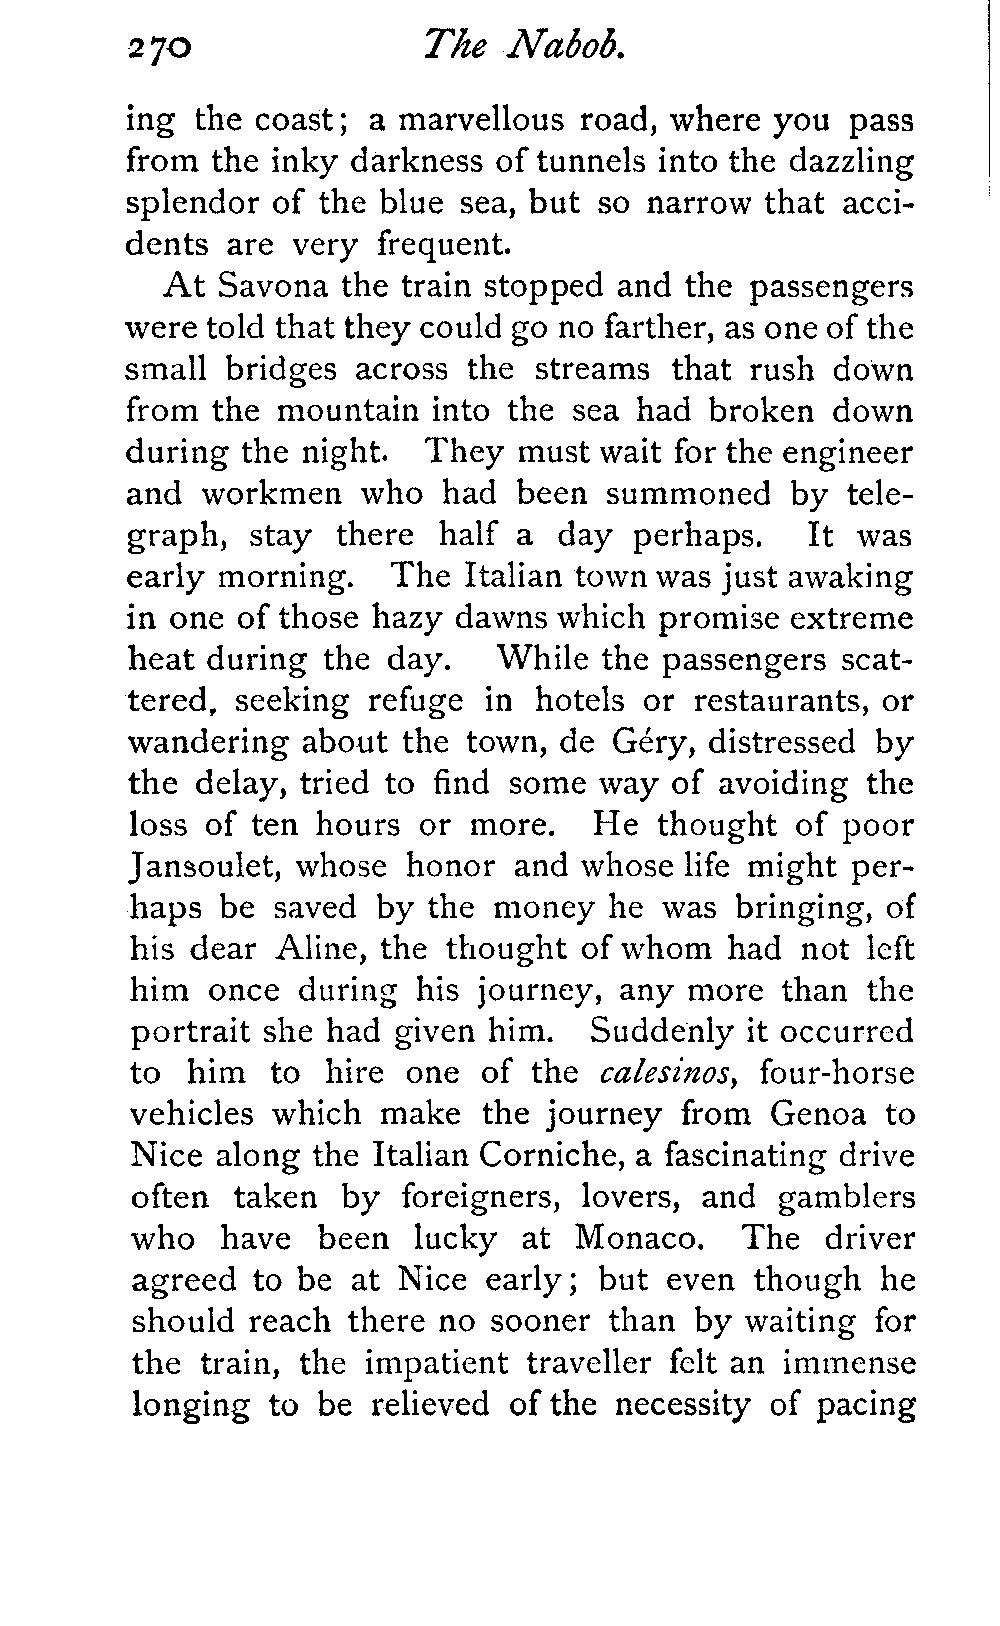 270 The Nabob.
ing the coast; a marvellous road, where you pass
from the inky darkness of tunnels into the dazzling
splendor of the blue sea, but so narrow that acci-
dents are very frequent.
At Savona the train stopped and the passengers
were told that they could go no farther, as one of the
small bridges across the streams that rush down
from the mountain into the sea had broken down
during the night. They must wait for the engineer
and workmen who had been summoned by tele-
graph, stay there half a day perhaps. It was
early morning. The Italian town was just awaking
in one of those hazy dawns which promise extreme
heat during the day. While the passengers scat-
tered, seeking refuge in hotels or restaurants, or
wandering about the town, de Géry, distressed by
the delay, tried to find some way of avoiding the
loss of ten hours or more. He thought of poor
Jansoulet, whose honor and whose life might per-
haps be saved by the money he was bringing, of
his dear Aline, the thought of whom had not left
him once during his journey, any more than the
portrait she had given him. Suddenly it occurred
to him to hire one of the calesinos, four-horse
vehicles which make the journey from Genoa to
Nice along the Italian Corniche, a fascinating drive
often taken by foreigners, lovers, and gamblers
who have been lucky at Monaco. The driver
agreed to be at Nice early; but even though he
should reach there no sooner than by waiting for
the train, the impatient traveller felt an immense
longing to be relieved of the necessity of pacing